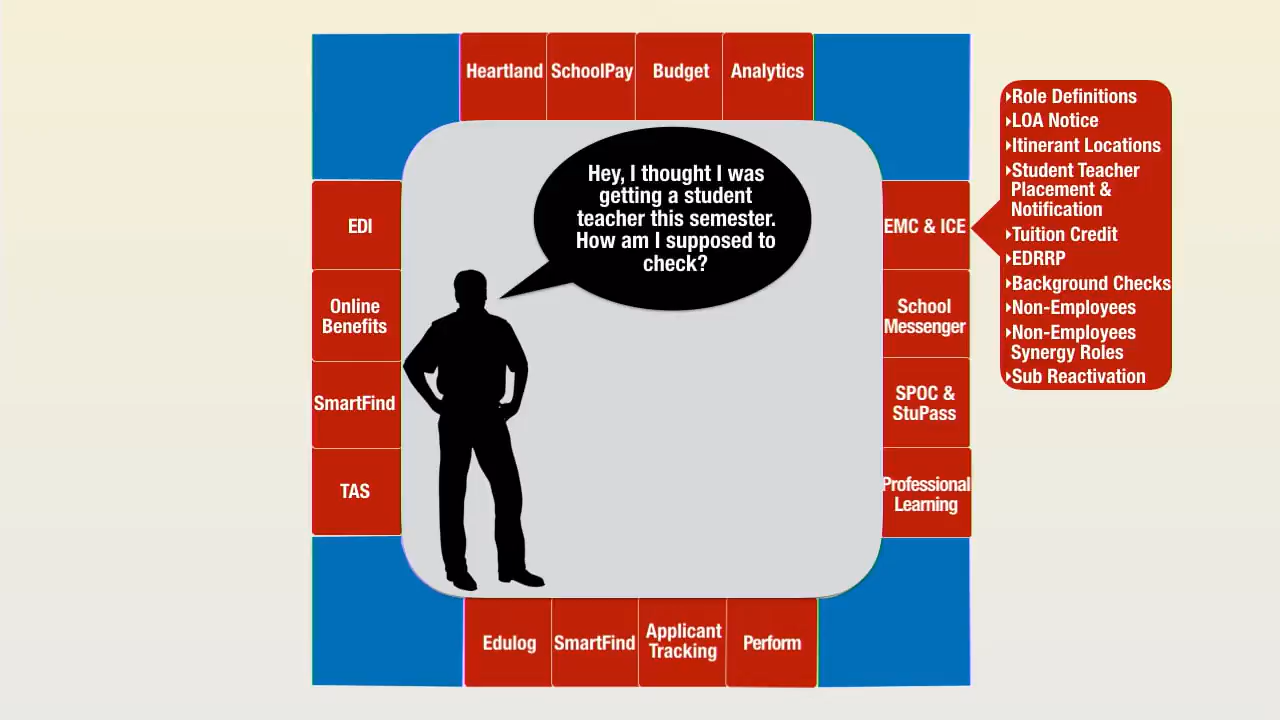 Heartland SchoolPay Budget Analytics
Hey, I thought I was
getting a student
teacher this semester.
How am I supposed to
check?
EDI
Online
Benefits
SmartFind
TAS
EMC & ICE
School
Messenger
SPOC &
StuPass
Professional
Learning
‣Role Definitions
‣LOA Notice
‣Itinerant Locations
‣Student Teacher
Placement &
Notification
‣Tuition Credit
‣EDRRP
‣Background Checks
‣Non-Employees
‣Non-Employees
Synergy Roles
‣Sub Reactivation
Edulog
SmartFind
Applicant
Tracking
Perform